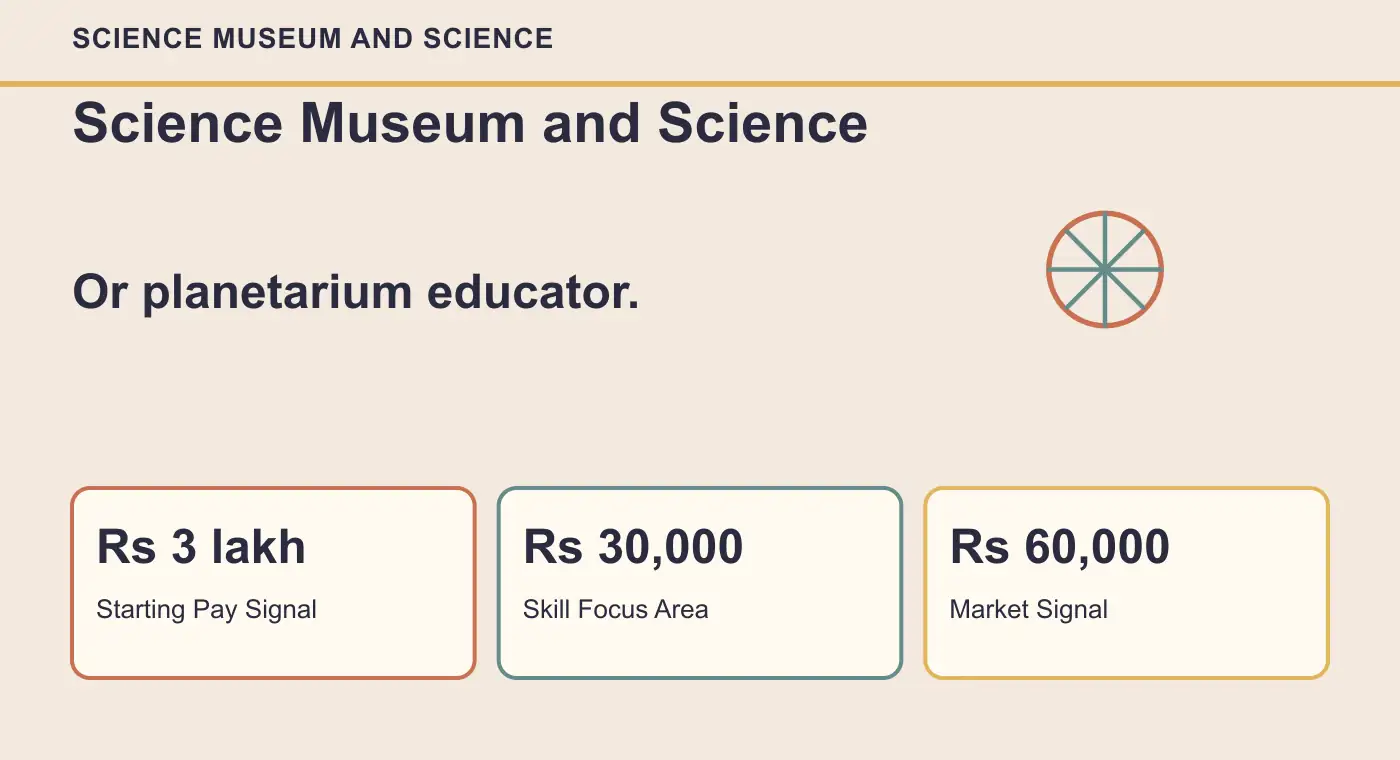 SCIENCE MUSEUM AND SCIENCE
Science Museum and Science
Or planetarium educator.
Rs 3 lakh
Starting Pay Signal
Rs 30,000
Skill Focus Area
Rs 60,000
Market Signal